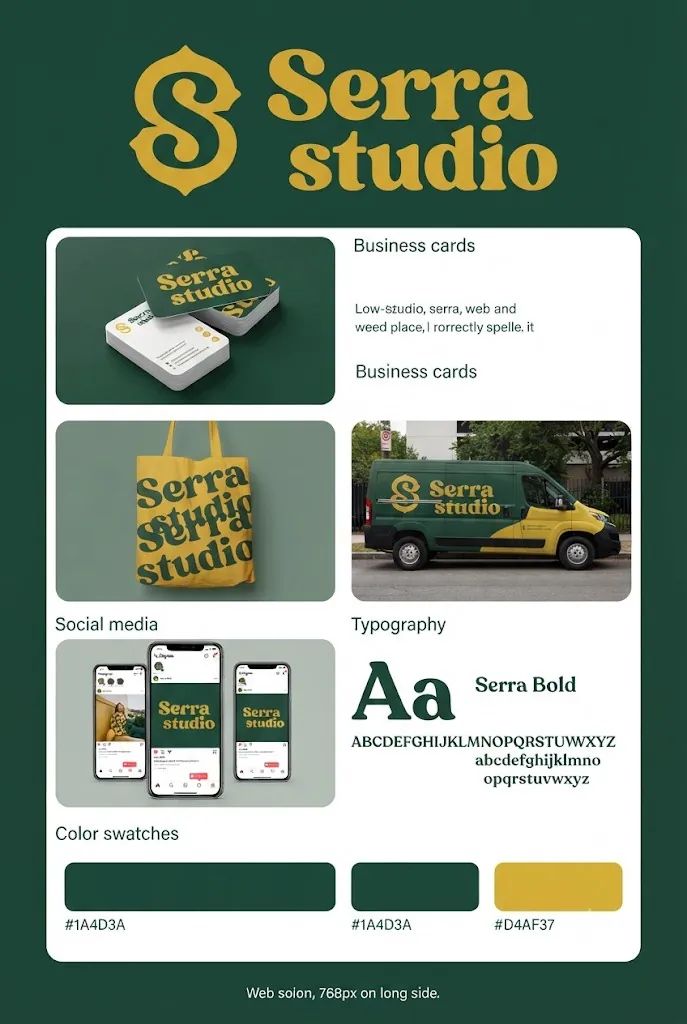 Serra
studio
Business cards
Serra
studio
Low-studio, serra, web and
weed place, I rorrectly spelle. it
Business cards
Serra
studio
Serra
studio
Serra
studio
Social media
Typography
Serra
studio
Serra
studio
Aa
Serra Bold
ABCDEFGHIJKLMNOPQRSTUWXYZ
abcdefghijklmno
opqrstuvwxyz
Color swatches
#1A4D3A
#1A4D3A
#D4AF37
Web soion, 768px on long side.